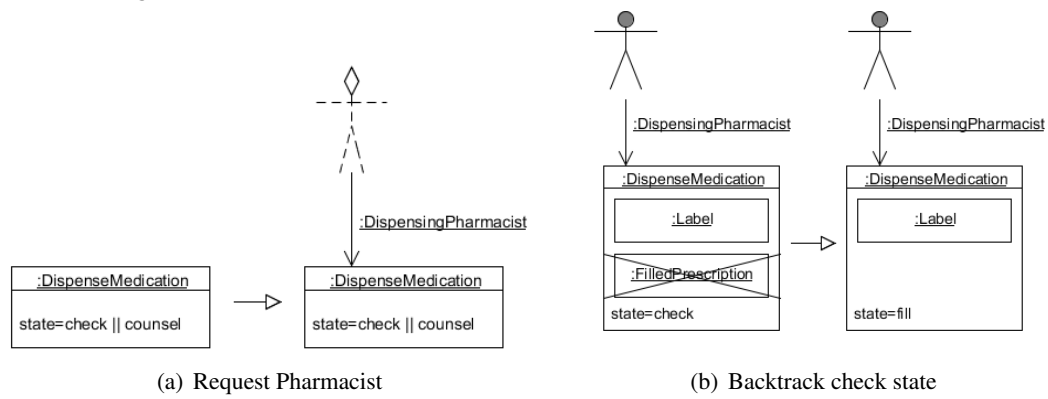 :DispensingPharmacist
:DispenseMedication
state=check || counsel
:DispenseMedication
state=check || counsel
(a) Request Pharmacist
:DispensingPharmacist
:DispensingPharmacist
:DispenseMedication
:Label
:FilledPrescription
state=check
:DispenseMedication
:Label
state=fill
(b) Backtrack check state